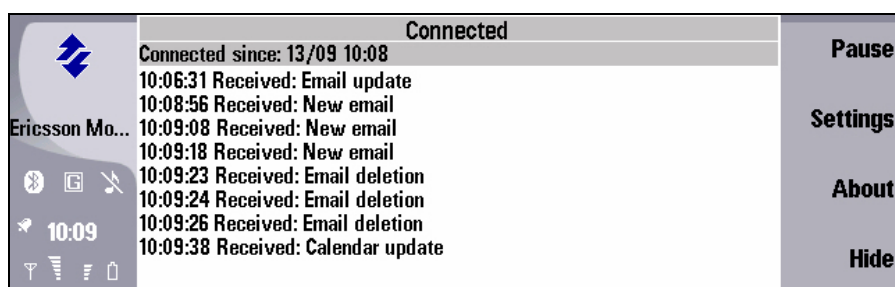 Connected
Connected since: 13/09 10:08
10:06:31 Received: Email update
10:08:56 Received: New email
10:09:08 Received: New email
10:09:18 Received: New email
10:09:23 Received: Email deletion
10:09:24 Received: Email deletion
10:09:26 Received: Email deletion
10:09:38 Received: Calendar update
Ericsson Mo...
G
10:09
Pause
Settings
About
Hide